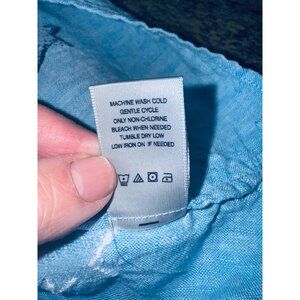 MACHINE WASH COLD
GENTLE CYCLE
ONLY NON-CHLORINE
BLEACH WHEN NEEDED
TUMBLE DRY LOW
LOW IRON ON IF NEEDED